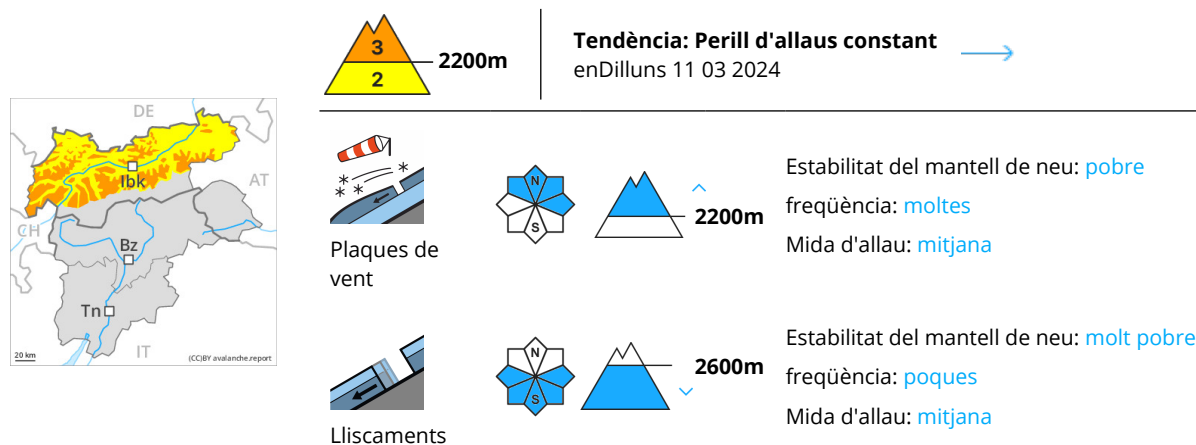 3
2
2200m
Tendència: Perill d'allaus constant
enDilluns 11 03 2024
DE
AT
CH
IT
Ibk
Bz
Tn
20 km
(CC)BY avalanche.report
Plaques de
vent
N
S
2200m
Estabilitat del mantell de neu: pobre
freqüència: moltes
Mida d'allau: mitjana
Lliscaments
N
S
2600m
Estabilitat del mantell de neu: molt pobre
freqüència: poques
Mida d'allau: mitjana